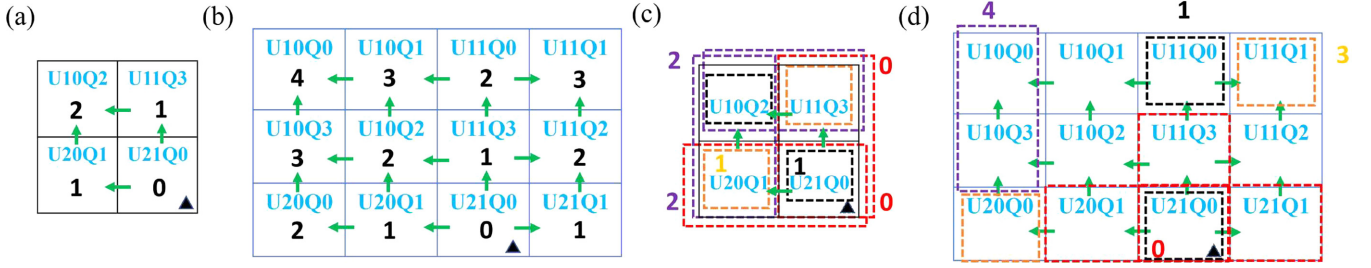 (a)
U10Q2 U11Q3
2 1
U20Q1 U21Q0
1 0
(b)
U10Q0 U10Q1 U11Q0 U11Q1
4 3 2 3
U10Q3 U10Q2 U11Q3 U11Q2
3 2 1 2
U20Q0 U20Q1 U21Q0 U21Q1
2 1 0 1
(c)
2 0
U10Q2 U11Q3
1 1
U20Q1 U21Q0
2 0
(d)
4 1
U10Q0 U10Q1 U11Q0 U11Q1 3
U10Q3 U10Q2 U11Q3 U11Q2
U20Q0 U20Q1 U21Q0 U21Q1
0